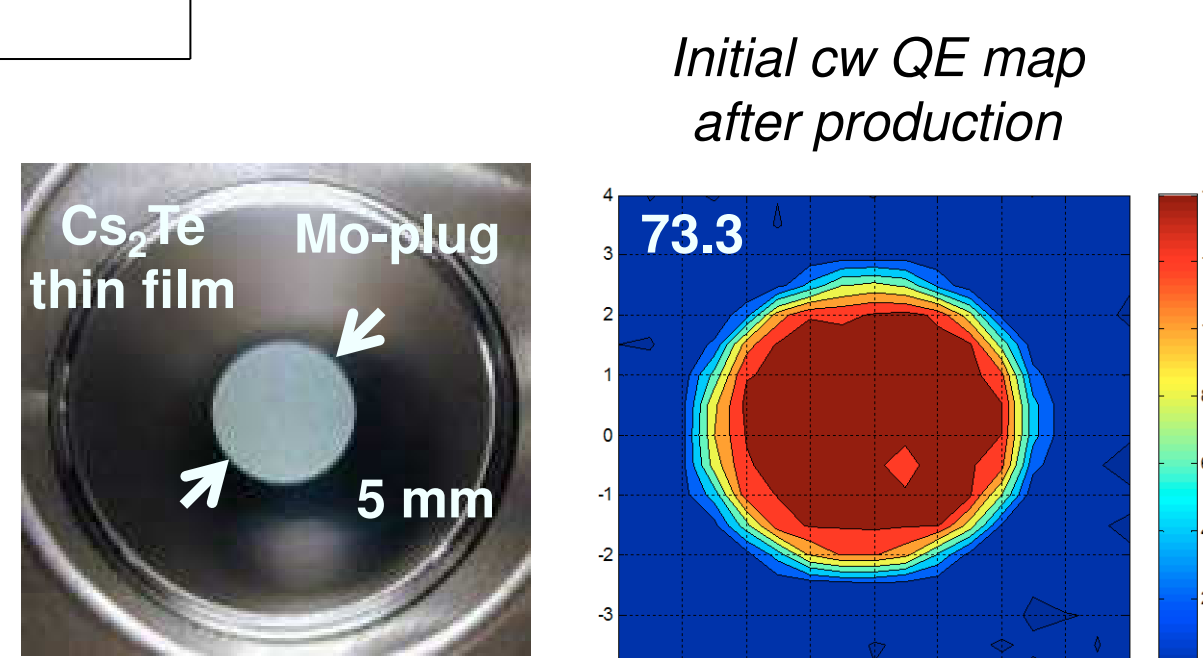 Initial cw QE map
after production
Cs₂Te
thin film
Mo-plug
5 mm
73.3
4
3
2
1
0
-1
-2
-3